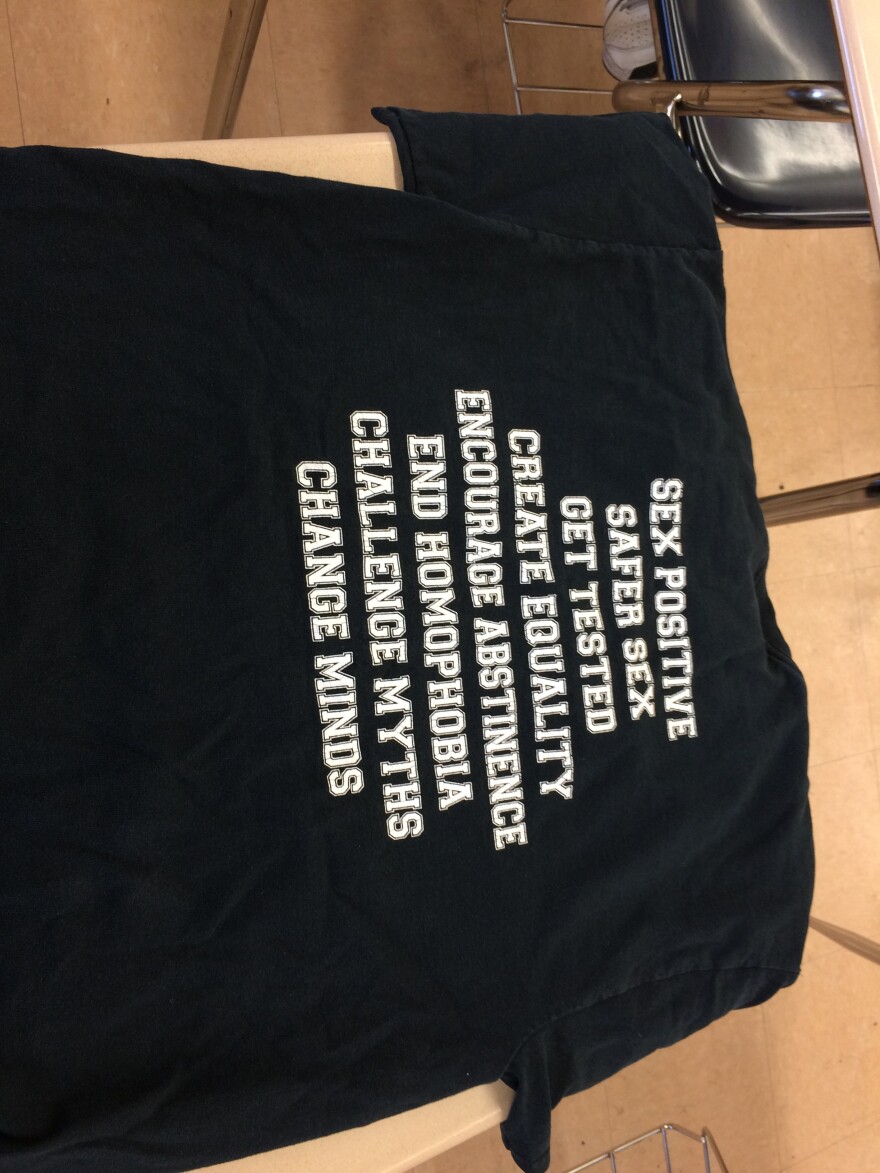 SEX POSITIVE
SAFER SEX
GET TESTED
CREATE EQUALITY
ENCOURAGE ABSTINENCE
END HOMOPHOBIA
CHALLENGE MYTHS
CHANGE MINDS